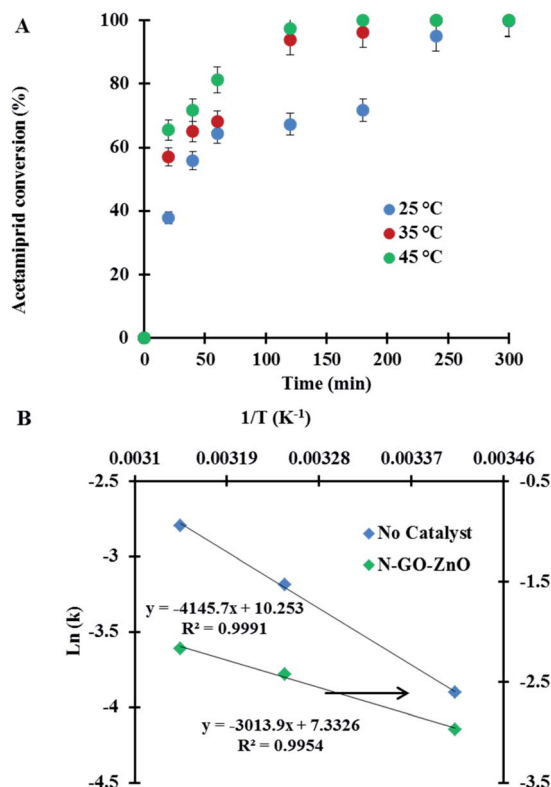 A
Acetamiprid conversion (%)
100
80
60
40
20
0
25 °C
35 °C
45 °C
0 50 100 150 200 250 300
Time (min)
B
1/T (K-1)
0.0031 0.00319 0.00328 0.00337 0.00346
Ln (k)
-2.5
-3
-3.5
-4
-4.5
No Catalyst
N-GO-ZnO
y = -4145.7x + 10.253
R² = 0.9991
y = -3013.9x + 7.3326
R² = 0.9954
-0.5
-1.5
-2.5
-3.5